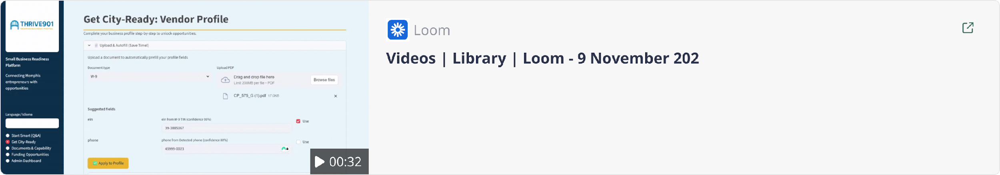 THRIVE901
MEMPHIS BUSINESS PORTAL
Small Business Readiness
Platform
Connecting Memphis
entrepreneurs with
opportunities
Language / Idioma
Start Smart (Q&A)
Get City-Ready
Documents & Capability
Funding Opportunities
Admin Dashboard
Get City-Ready: Vendor Profile
Complete your business profile step-by-step to unlock opportunities.
Upload & Autofill (Save Time!)
Upload a document to automatically prefill your profile fields
Document type
W-9
Upload PDF
Drag and drop file here
Limit 200MB per file • PDF
Browse files
CP_575_G (1).pdf 17.0KB
Suggested fields
ein
ein from W-9 TIN (confidence 95%)
39-3885067
Use
phone
phone from Detected phone (confidence 80%)
45999-0023
Use
Apply to Profile
00:32
Loom
Videos | Library | Loom - 9 November 202